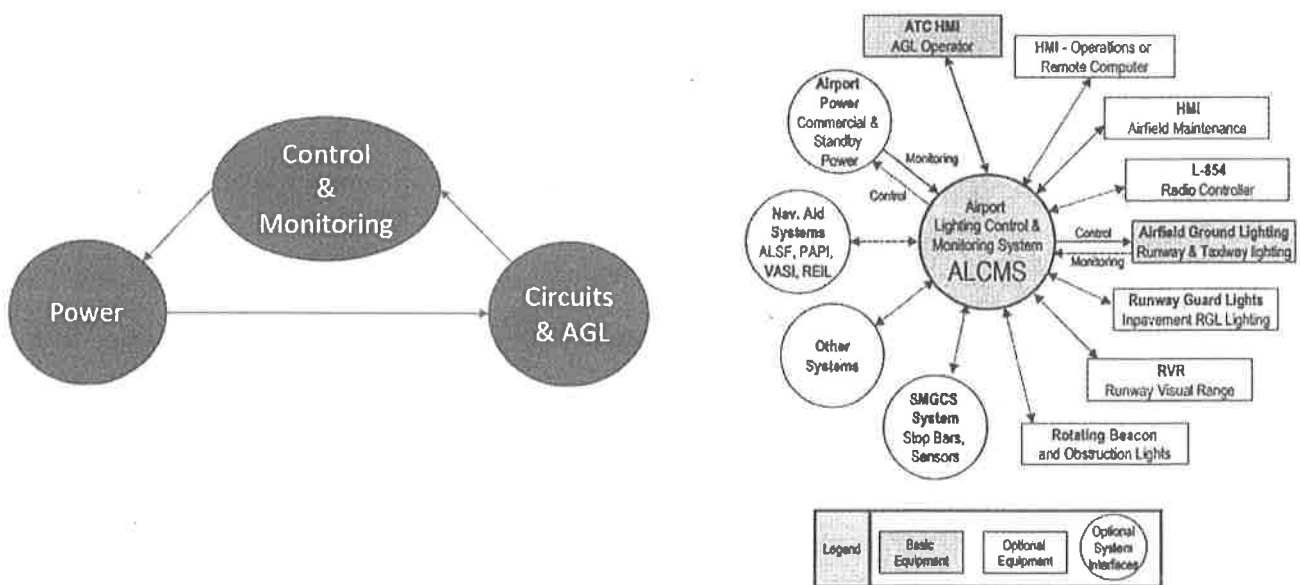 Control
&
Monitoring
Power
Circuits
& AGL
ATC HMI
AGL Operator
HMI - Operations or
Remote Computer
Airport
Power
Commercial &
Standby
Power
HMI
Airfield Maintenance
Monitoring
Control
L-854
Radio Controller
Nav. Aid
Systems
ALSF, PAPI,
VASI, REIL
Airport
Lighting Control &
Monitoring System
ALCMS
Control
Monitoring
Airfield Ground Lighting
Runway & Taxiway lighting
Runway Guard Lights
Inpavement RGL Lighting
Other
Systems
RVR
Runway Visual Range
SMGCS
System
Stop Bars,
Sensors
Rotating Beacon
and Obstruction Lights
Legend
Basic
Equipment
Optional
Equipment
Optional
System
Interfaces